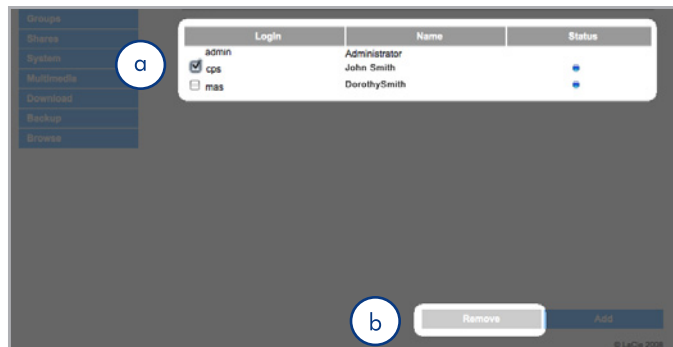 Groups
Shares
System
Multimedia
Download
Backup
Browse
a
Login Name Status
admin Administrator
cps John Smith
mas DorothySmith
b
Remove Add
© LaCie 2008